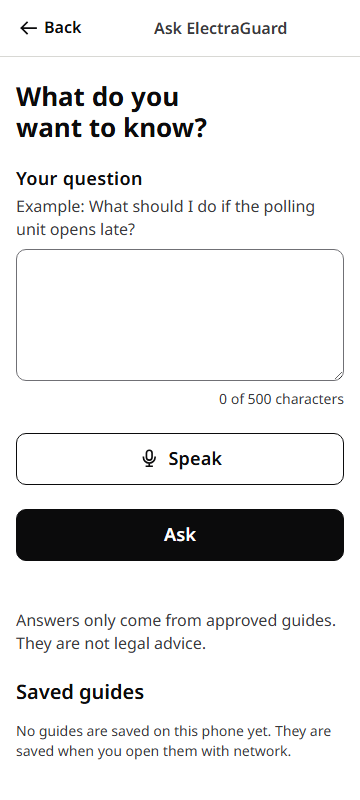 Back
Ask ElectraGuard
What do you
want to know?
Your question
Example: What should I do if the polling
unit opens late?
0 of 500 characters
Speak
Ask
Answers only come from approved guides.
They are not legal advice.
Saved guides
No guides are saved on this phone yet. They are
saved when you open them with network.